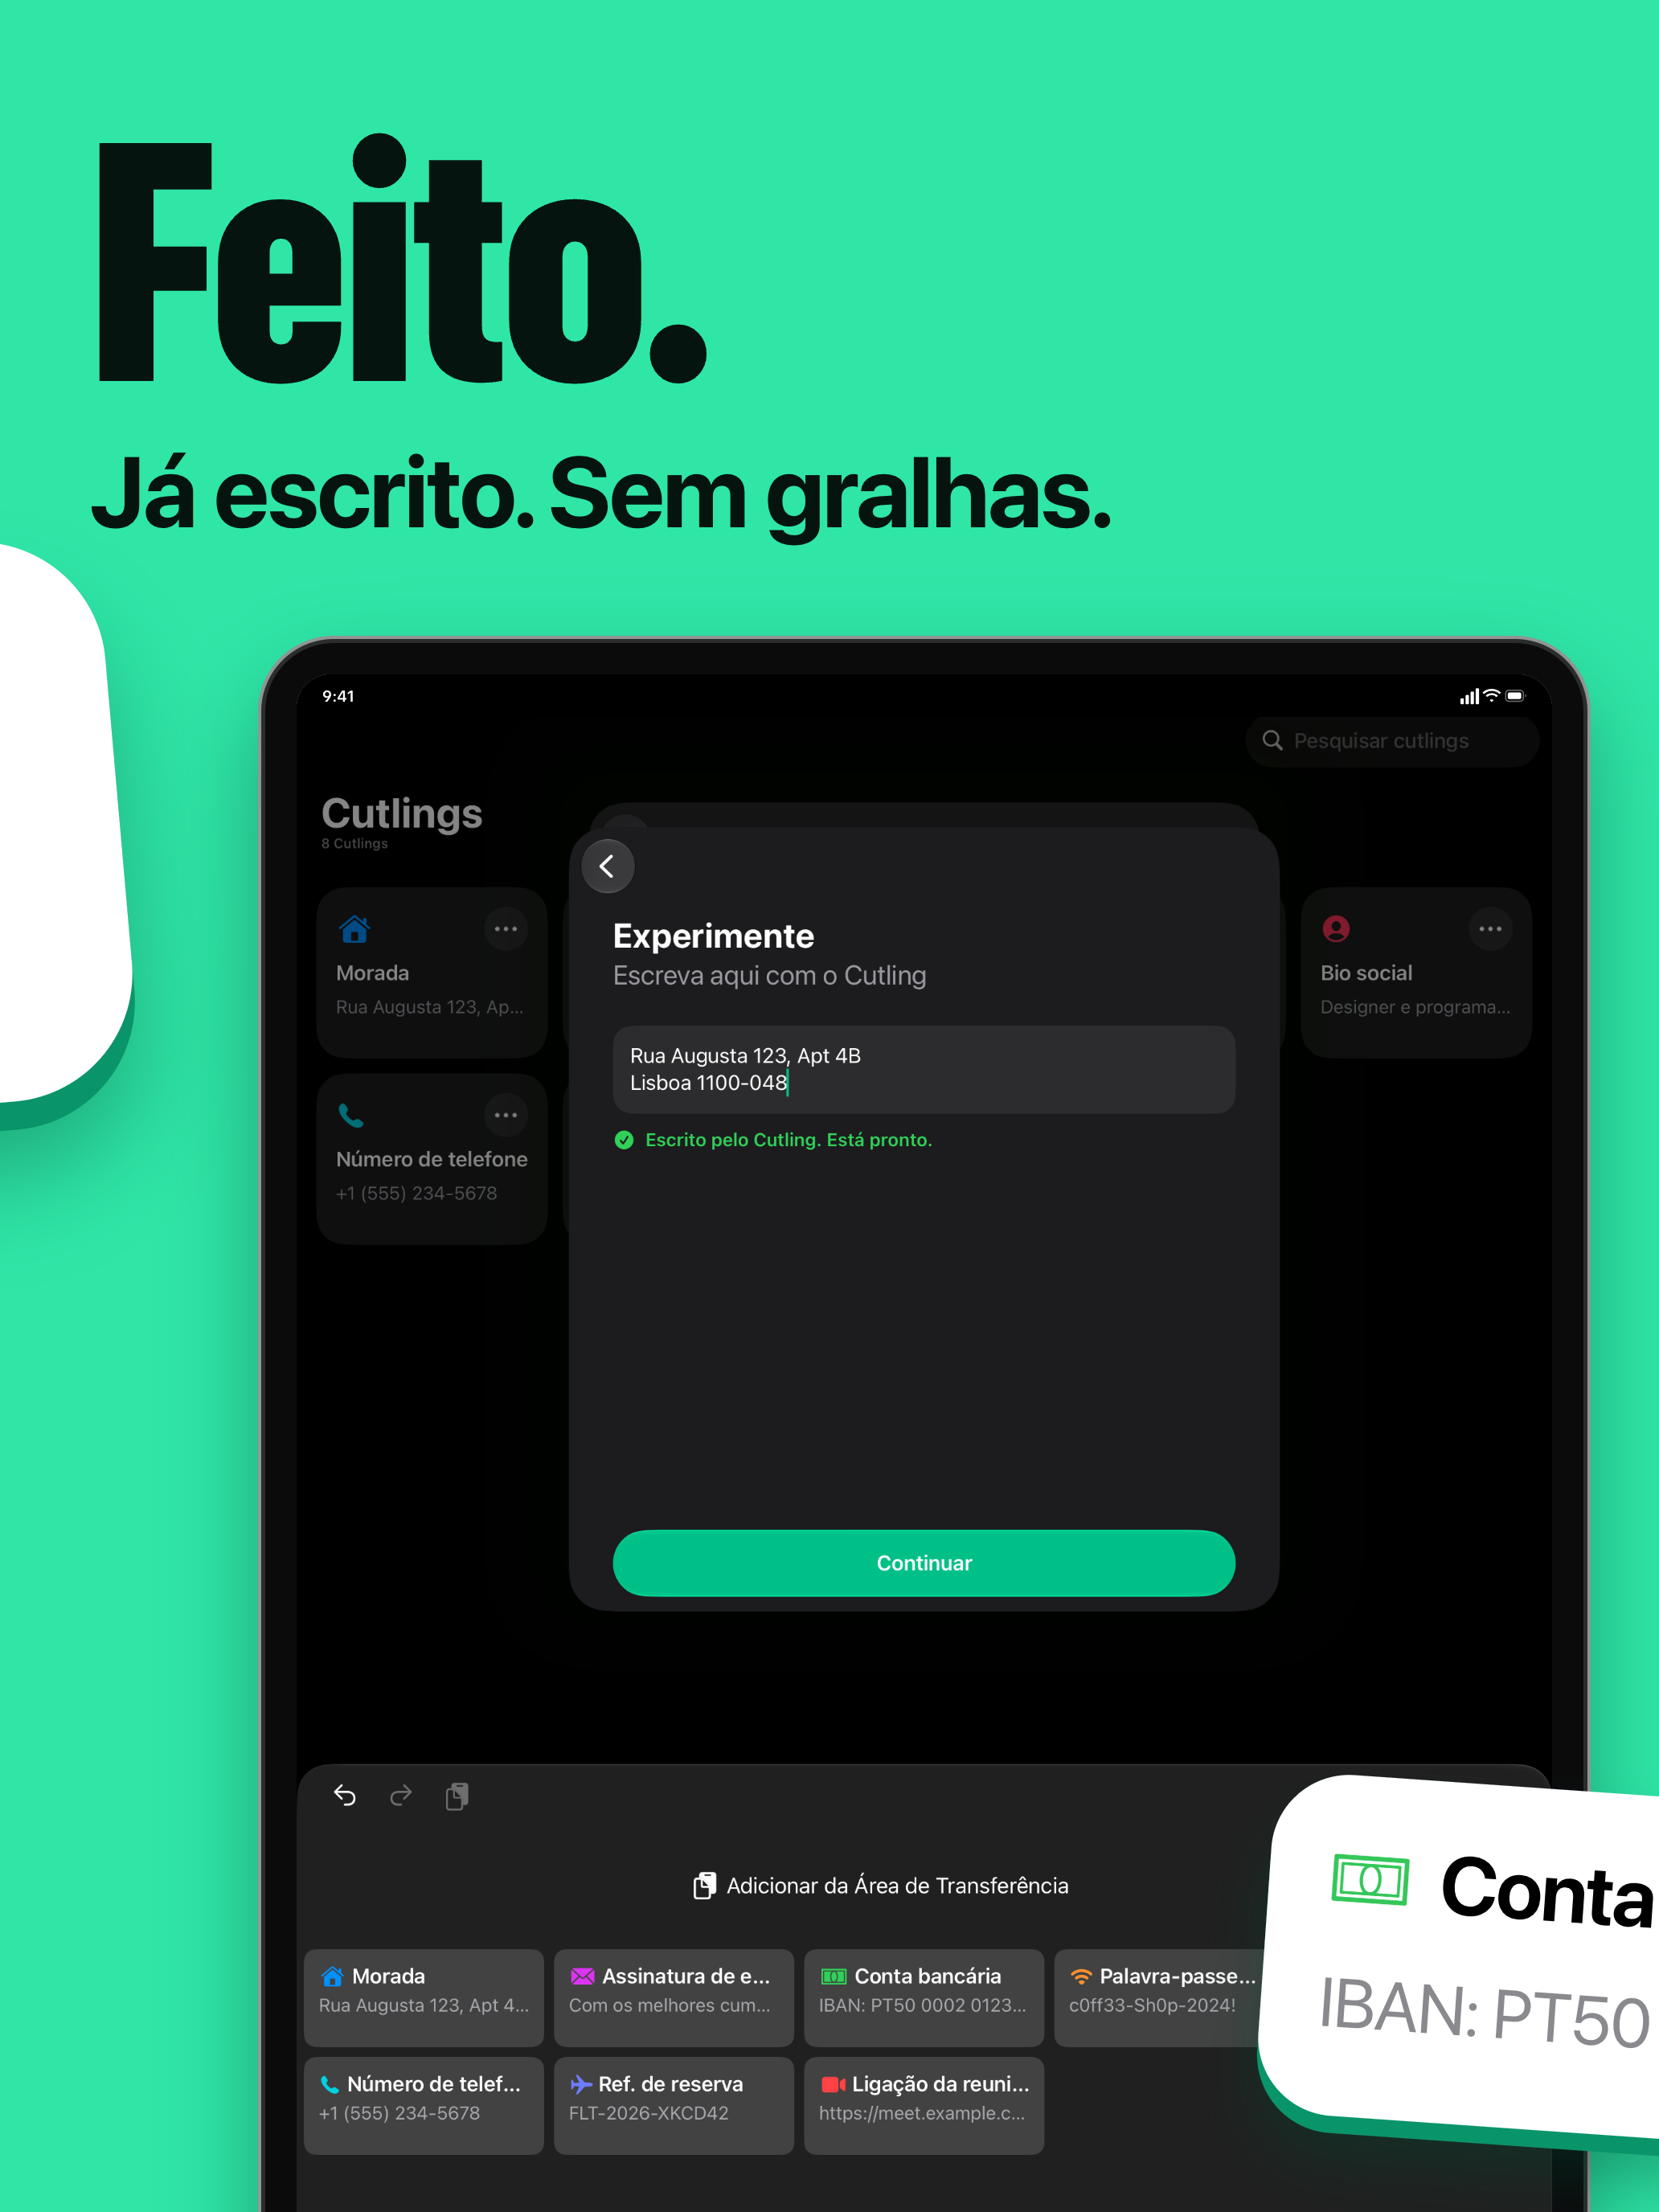 Feito.
Já escrito. Sem gralhas.
9:41
Pesquisar cutlings
Cutlings
8 Cutlings
Morada
Rua Augusta 123, Ap...
Bio social
Designer e programa...
Número de telefone
+1 (555) 234-5678
Experimente
Escreva aqui com o Cutling
Rua Augusta 123, Apt 4B
Lisboa 1100-048
Escrito pelo Cutling. Está pronto.
Continuar
Adicionar da Área de Transferência
Morada
Rua Augusta 123, Apt 4...
Assinatura de e...
Com os melhores cum...
Conta bancária
IBAN: PT50 0002 0123...
Palavra-passe...
c0ff33-Sh0p-2024!
Número de telef...
+1 (555) 234-5678
Ref. de reserva
FLT-2026-XKCD42
Ligação da reuni...
https://meet.example.c...
Conta
IBAN: PT50